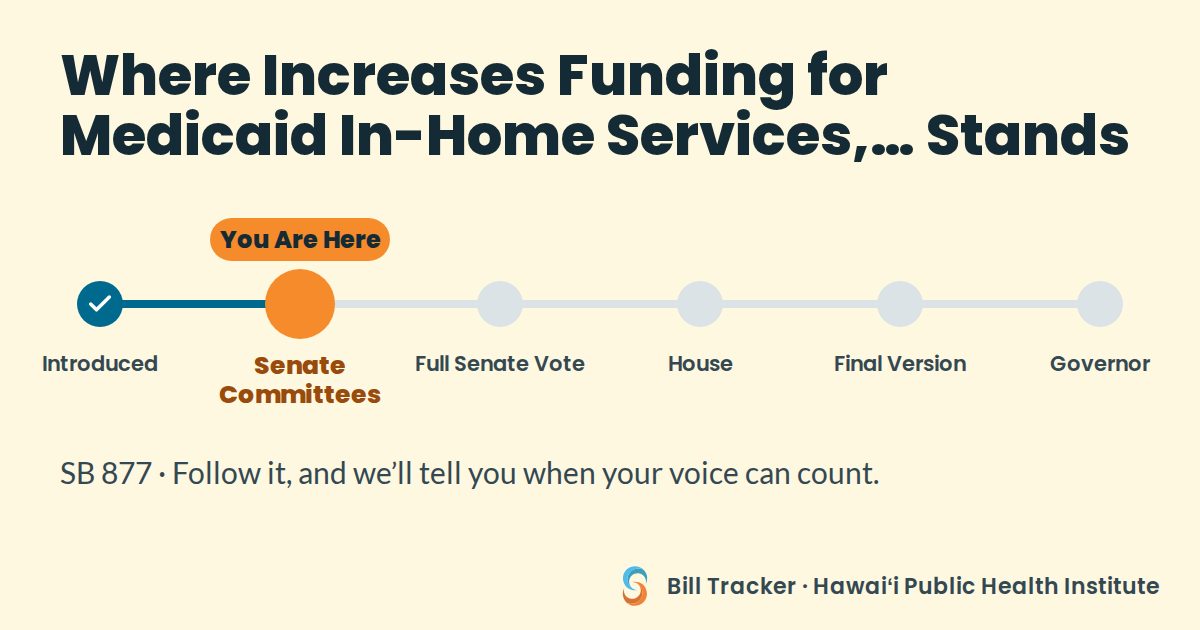 Where Increases Funding for
Medicaid In-Home Services,... Stands
You Are Here
Introduced
Senate
Committees
Full Senate Vote
House
Final Version
Governor
SB 877 · Follow it, and we’ll tell you when your voice can count.
Bill Tracker · Hawaiʻi Public Health Institute